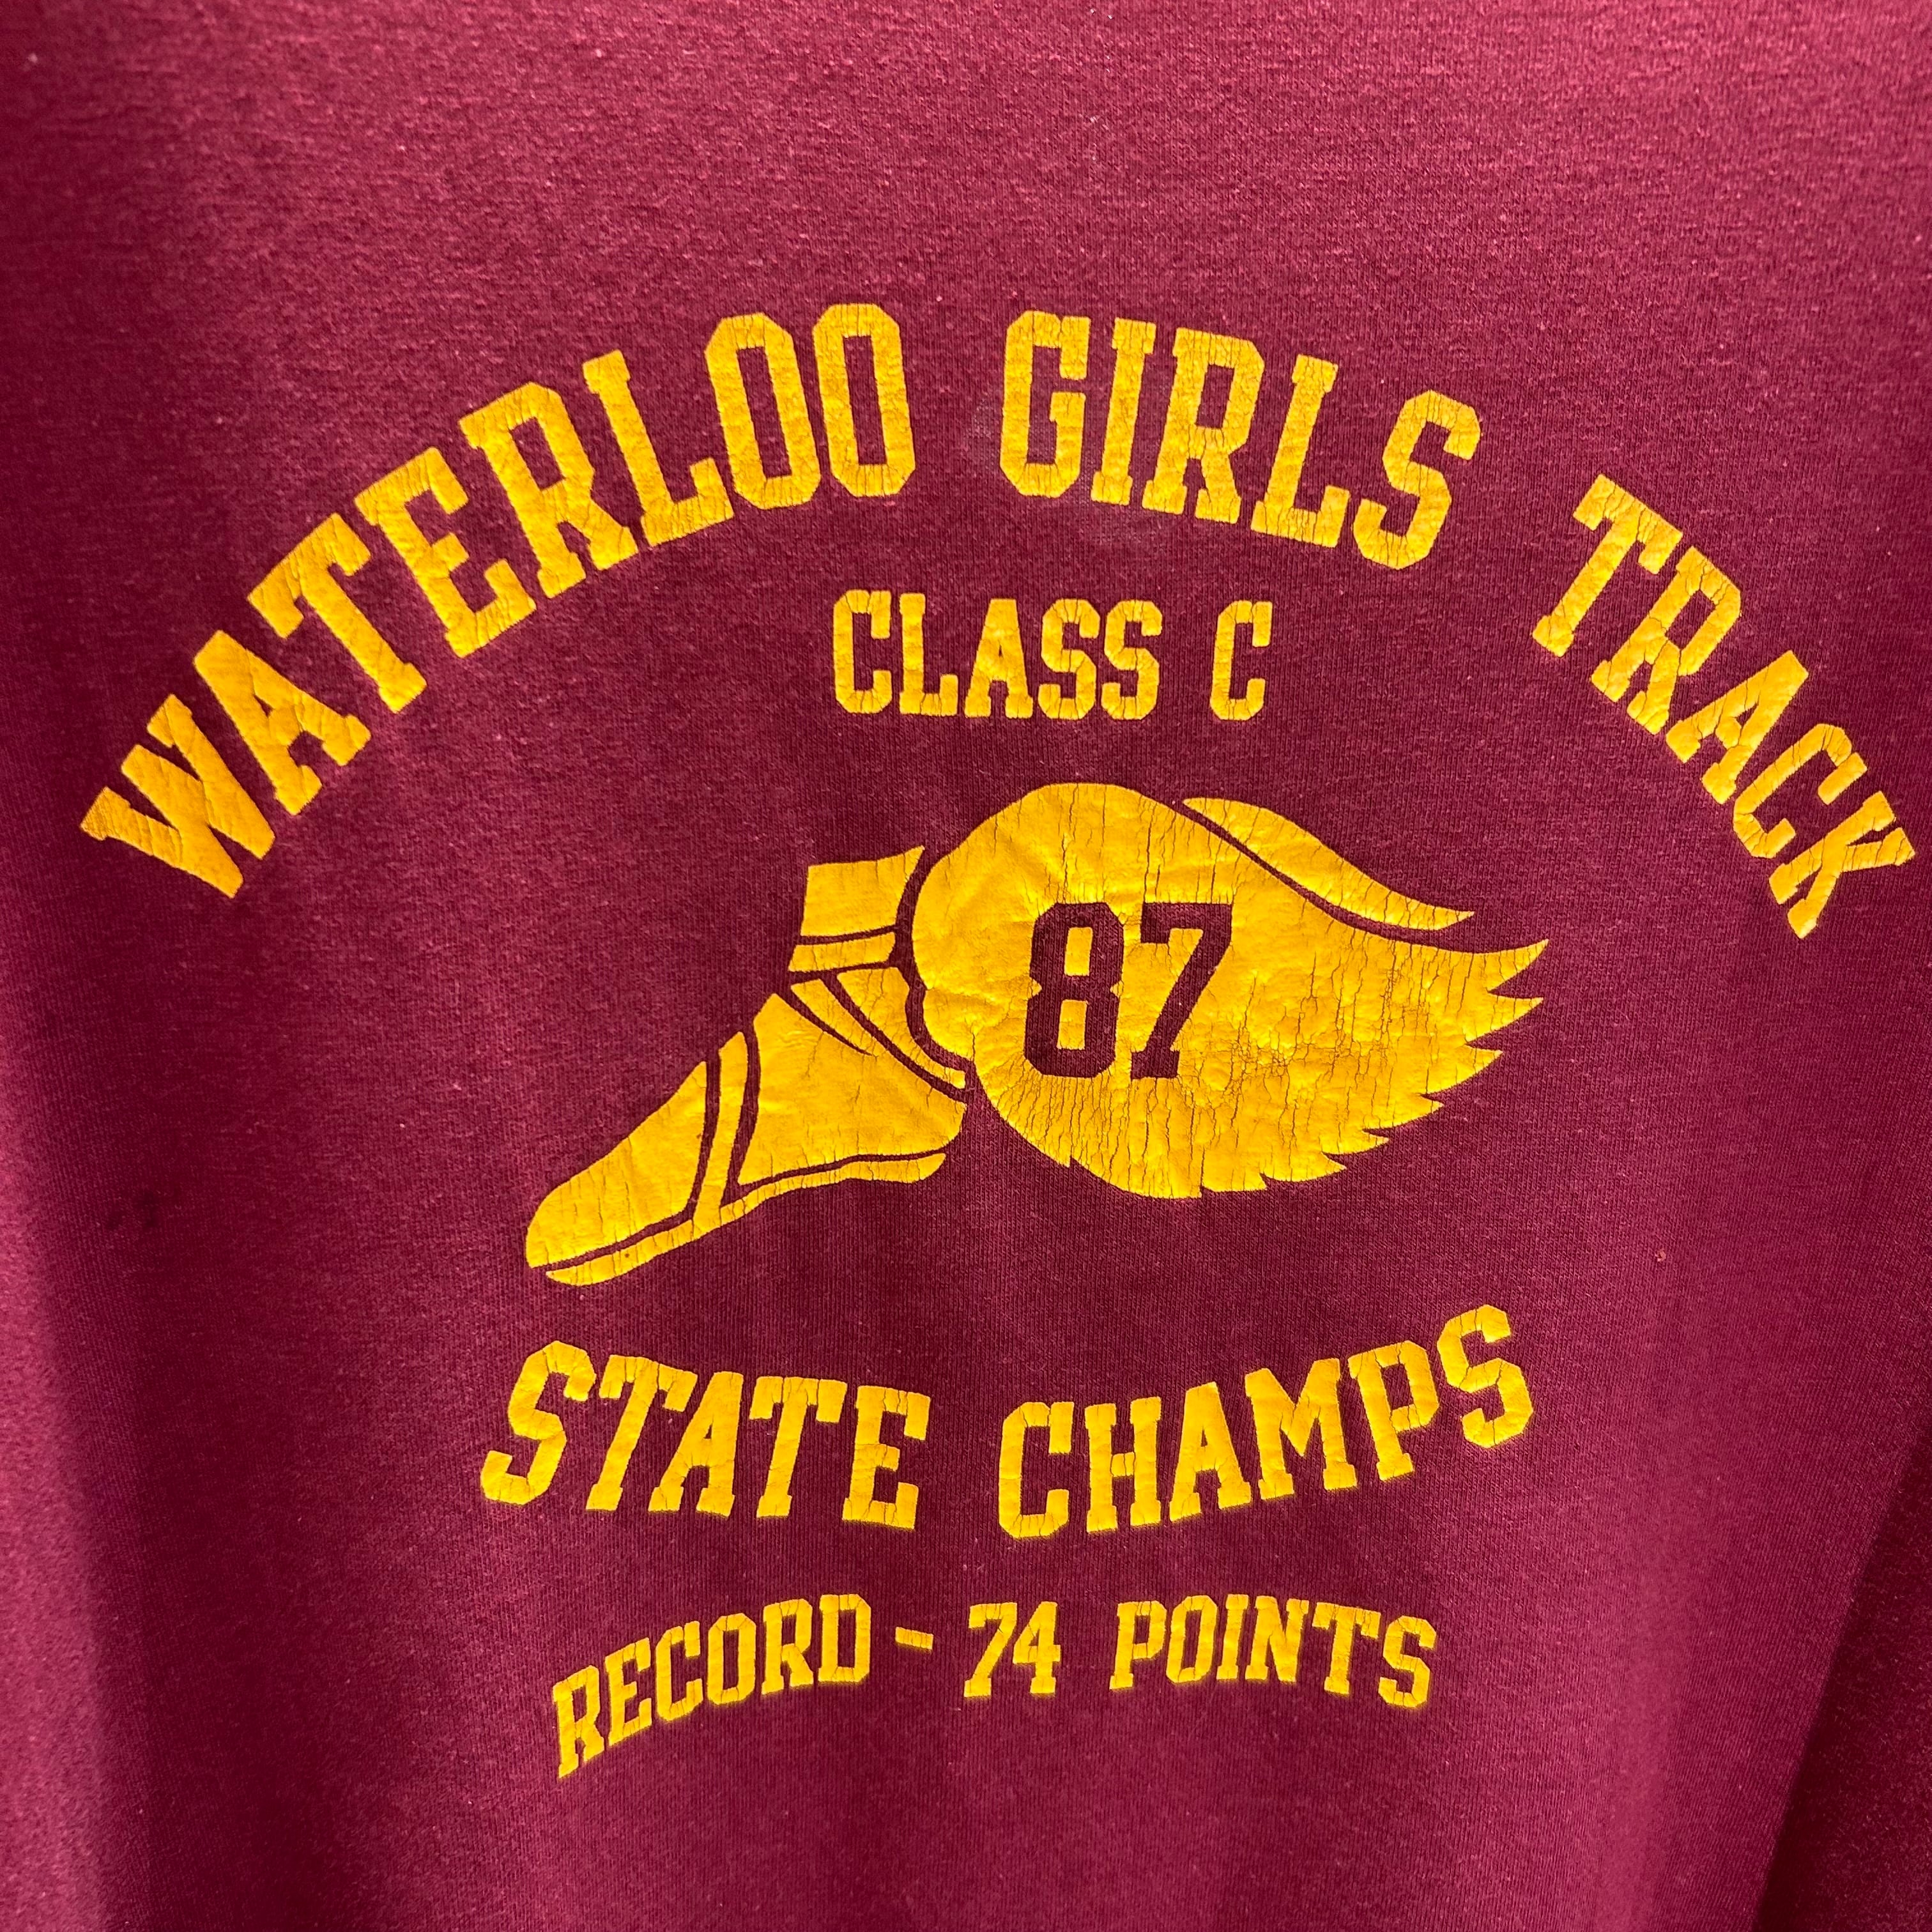 WATERLOO GIRLS TRACK
CLASS C
87
STATE CHAMPS
RECORD - 74 POINTS